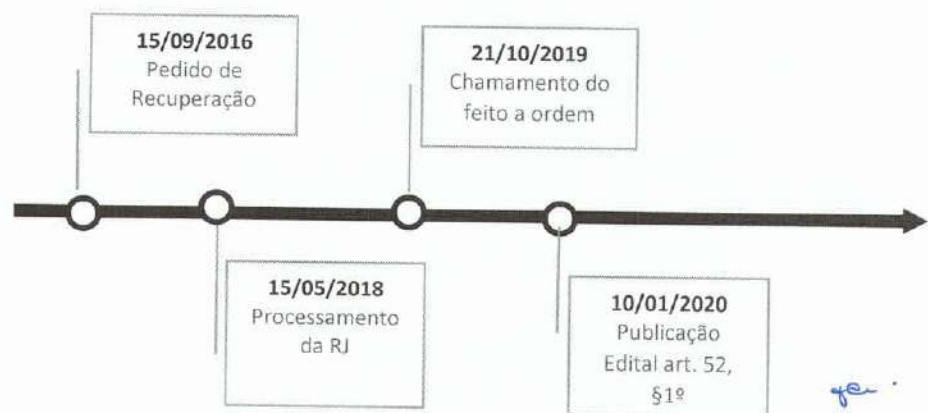 15/09/2016
Pedido de
Recuperação
21/10/2019
Chamamento do
feito a ordem
15/05/2018
Processamento
da RJ
10/01/2020
Publicação
Edital art. 52,
§1º